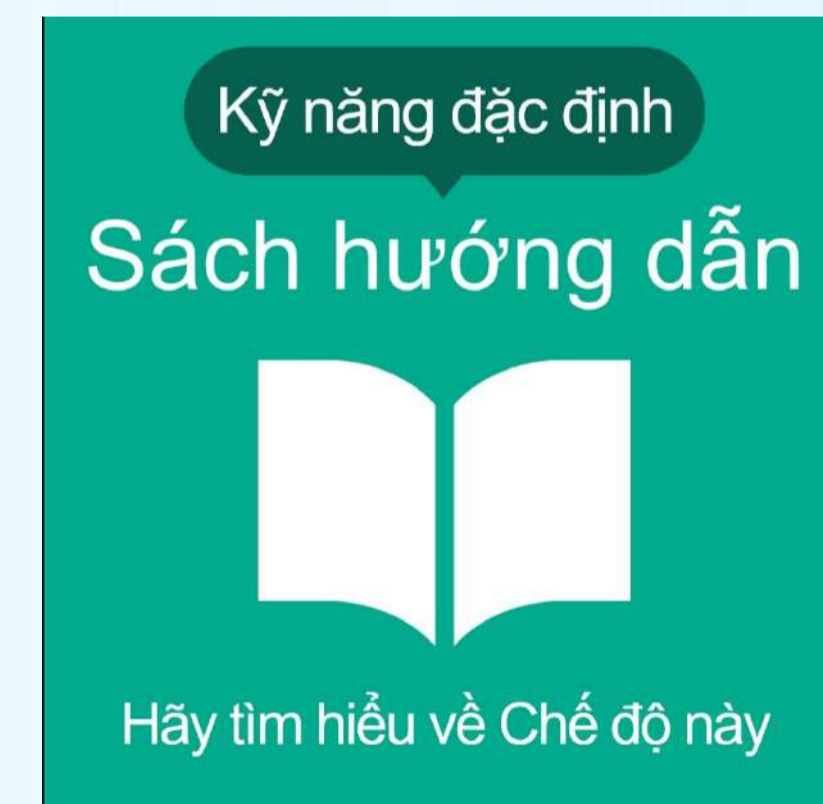 Kỹ năng đặc định
Sách hướng dẫn
Hãy tìm hiểu về Chế độ này